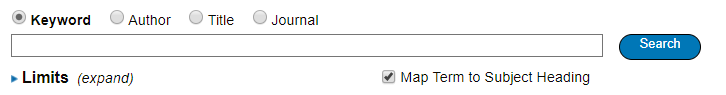 Keyword Author Title Journal
Search
Limits (expand) Map Term to Subject Heading